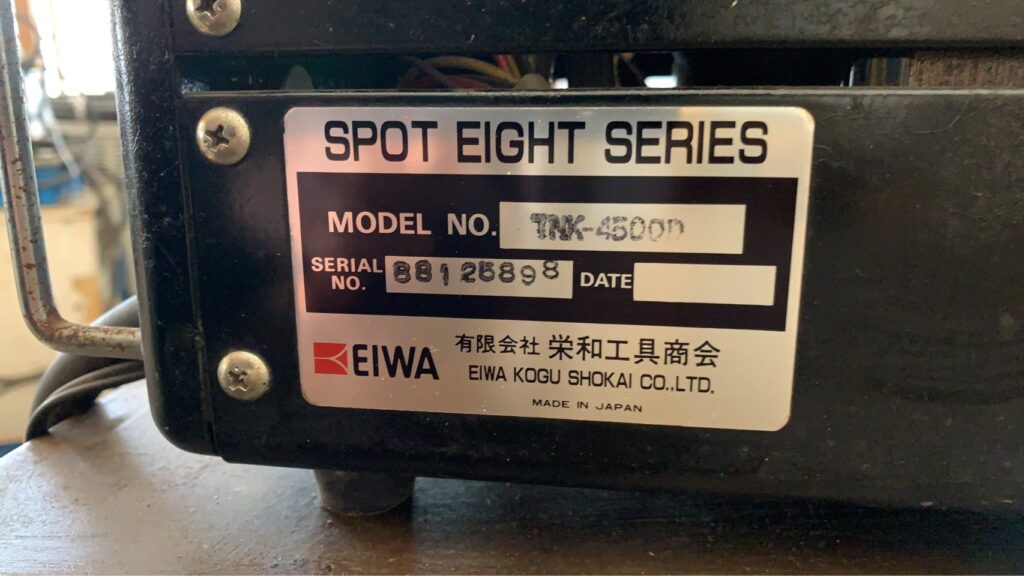 SPOT EIGHT SERIES
MODEL NO. TNK-4500D
SERIAL NO. 88125898
DATE
EIWA
有限会社 栄和工具商会
EIWA KOGU SHOKAI CO.,LTD.
MADE IN JAPAN